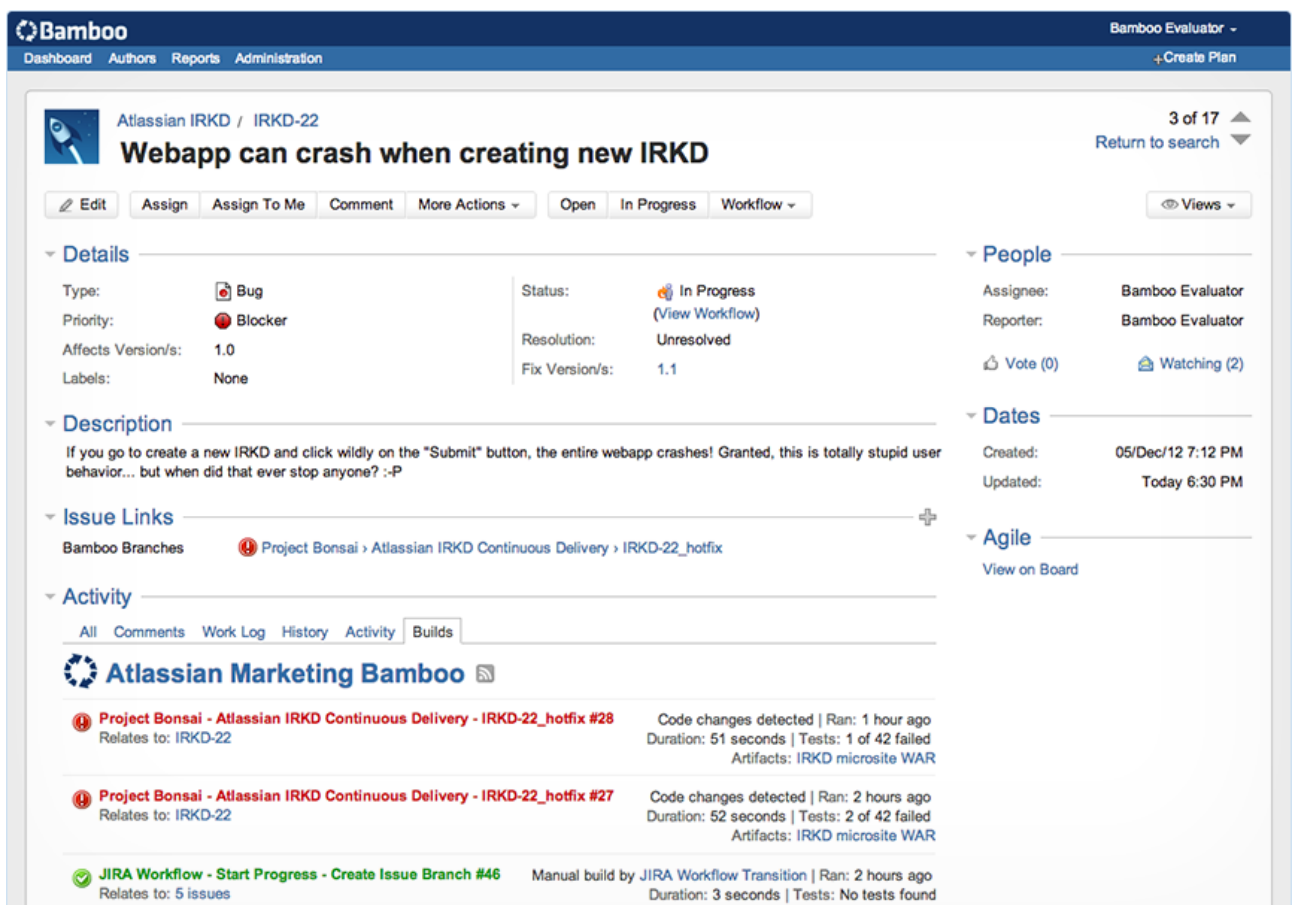 Bamboo
Bamboo Evaluator
Dashboard Authors Reports Administration
+Create Plan
Atlassian IRKD / IRKD-22
3 of 17
Webapp can crash when creating new IRKD
Return to search
Edit Assign Assign To Me Comment More Actions Open In Progress Workflow Views
Details
Type: Bug
Priority: Blocker
Affects Version/s: 1.0
Labels: None
Status: In Progress
(View Workflow)
Resolution: Unresolved
Fix Version/s: 1.1
People
Assignee: Bamboo Evaluator
Reporter: Bamboo Evaluator
Vote (0) Watching (2)
Description
If you go to create a new IRKD and click wildly on the "Submit" button, the entire webapp crashes! Granted, this is totally stupid user
behavior... but when did that ever stop anyone? :-P
Dates
Created: 05/Dec/12 7:12 PM
Updated: Today 6:30 PM
Issue Links
Bamboo Branches Project Bonsai › Atlassian IRKD Continuous Delivery › IRKD-22_hotfix
Agile
View on Board
Activity
All Comments Work Log History Activity Builds
Atlassian Marketing Bamboo
Project Bonsai - Atlassian IRKD Continuous Delivery - IRKD-22_hotfix #28
Relates to: IRKD-22
Code changes detected | Ran: 1 hour ago
Duration: 51 seconds | Tests: 1 of 42 failed
Artifacts: IRKD microsite WAR
Project Bonsai - Atlassian IRKD Continuous Delivery - IRKD-22_hotfix #27
Relates to: IRKD-22
Code changes detected | Ran: 2 hours ago
Duration: 52 seconds | Tests: 2 of 42 failed
Artifacts: IRKD microsite WAR
JIRA Workflow - Start Progress - Create Issue Branch #46
Relates to: 5 issues
Manual build by JIRA Workflow Transition | Ran: 2 hours ago
Duration: 3 seconds | Tests: No tests found